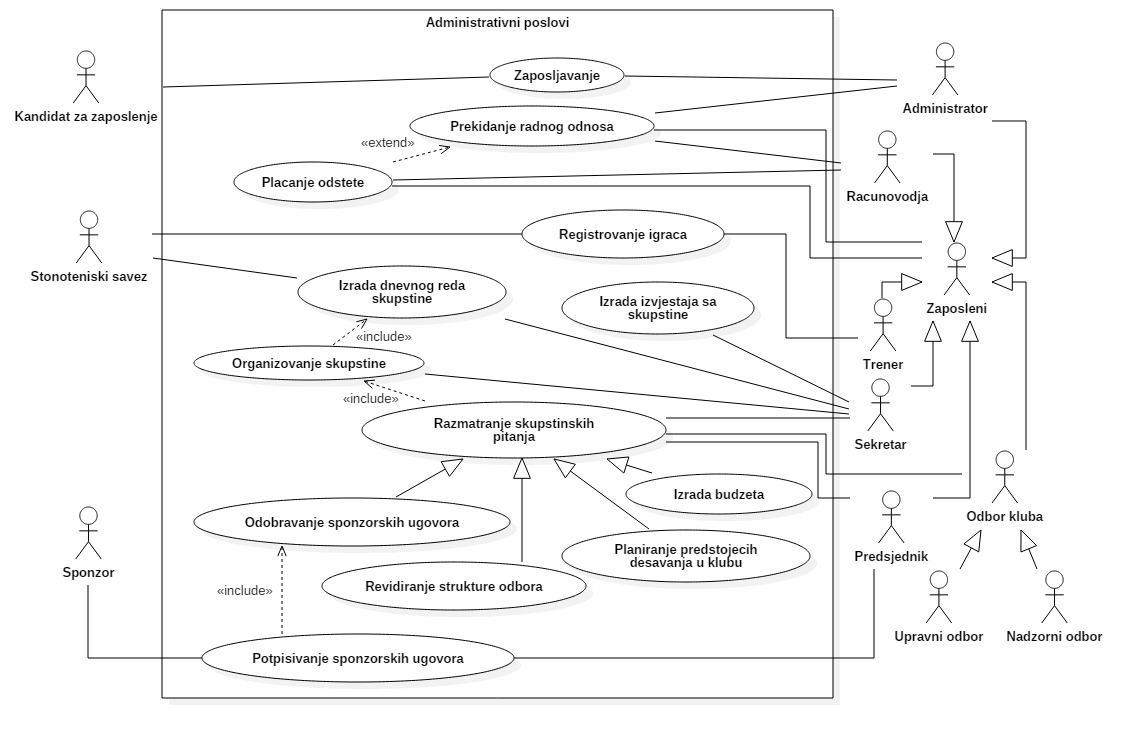 Administrativni poslovi
Kandidat za zaposlenje
Zaposljavanje
Administrator
Prekidanje radnog odnosa
«extend»
Placanje odstete
Racunovodja
Stonoteniski savez
Registrovanje igraca
Izrada dnevnog reda
skupstine
Izrada izvjestaja sa
skupstine
Zaposleni
«include»
Organizovanje skupstine
Trener
«include»
Razmatranje skupstinskih
pitanja
Sekretar
Izrada budzeta
Odobravanje sponzorskih ugovora
Odbor kluba
Planiranje predstojecih
desavanja u klubu
Predsjednik
Sponzor
Revidiranje strukture odbora
«include»
Upravni odbor
Nadzorni odbor
Potpisivanje sponzorskih ugovora